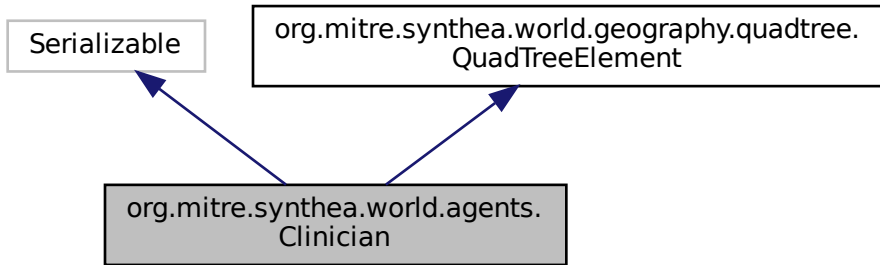 Serializable
org.mitre.synthea.world.geography.quadtree.
QuadTreeElement
org.mitre.synthea.world.agents.
Clinician